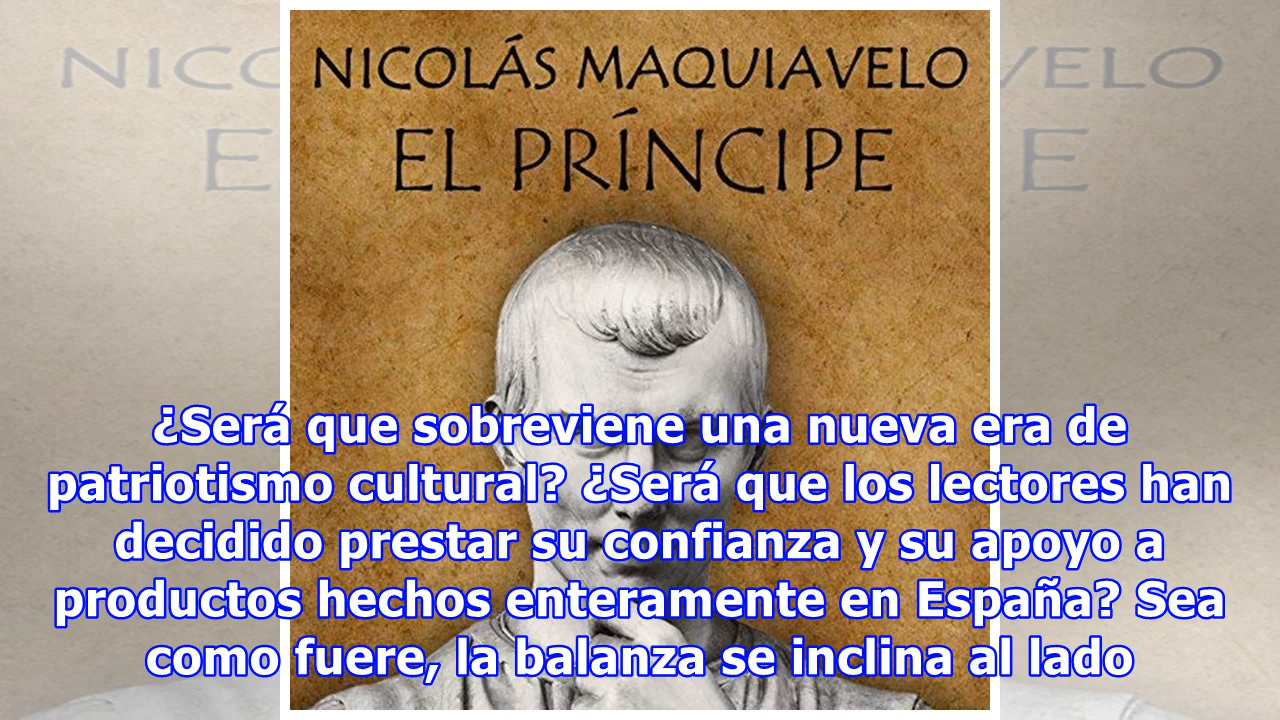 NICOLÁS MAQUIAVELO
EL PRÍNCIPE
¿Será que sobreviene una nueva era de
patriotismo cultural? ¿Será que los lectores han
decidido prestar su confianza y su apoyo a
productos hechos enteramente en España? Sea
como fuere, la balanza se inclina al lado